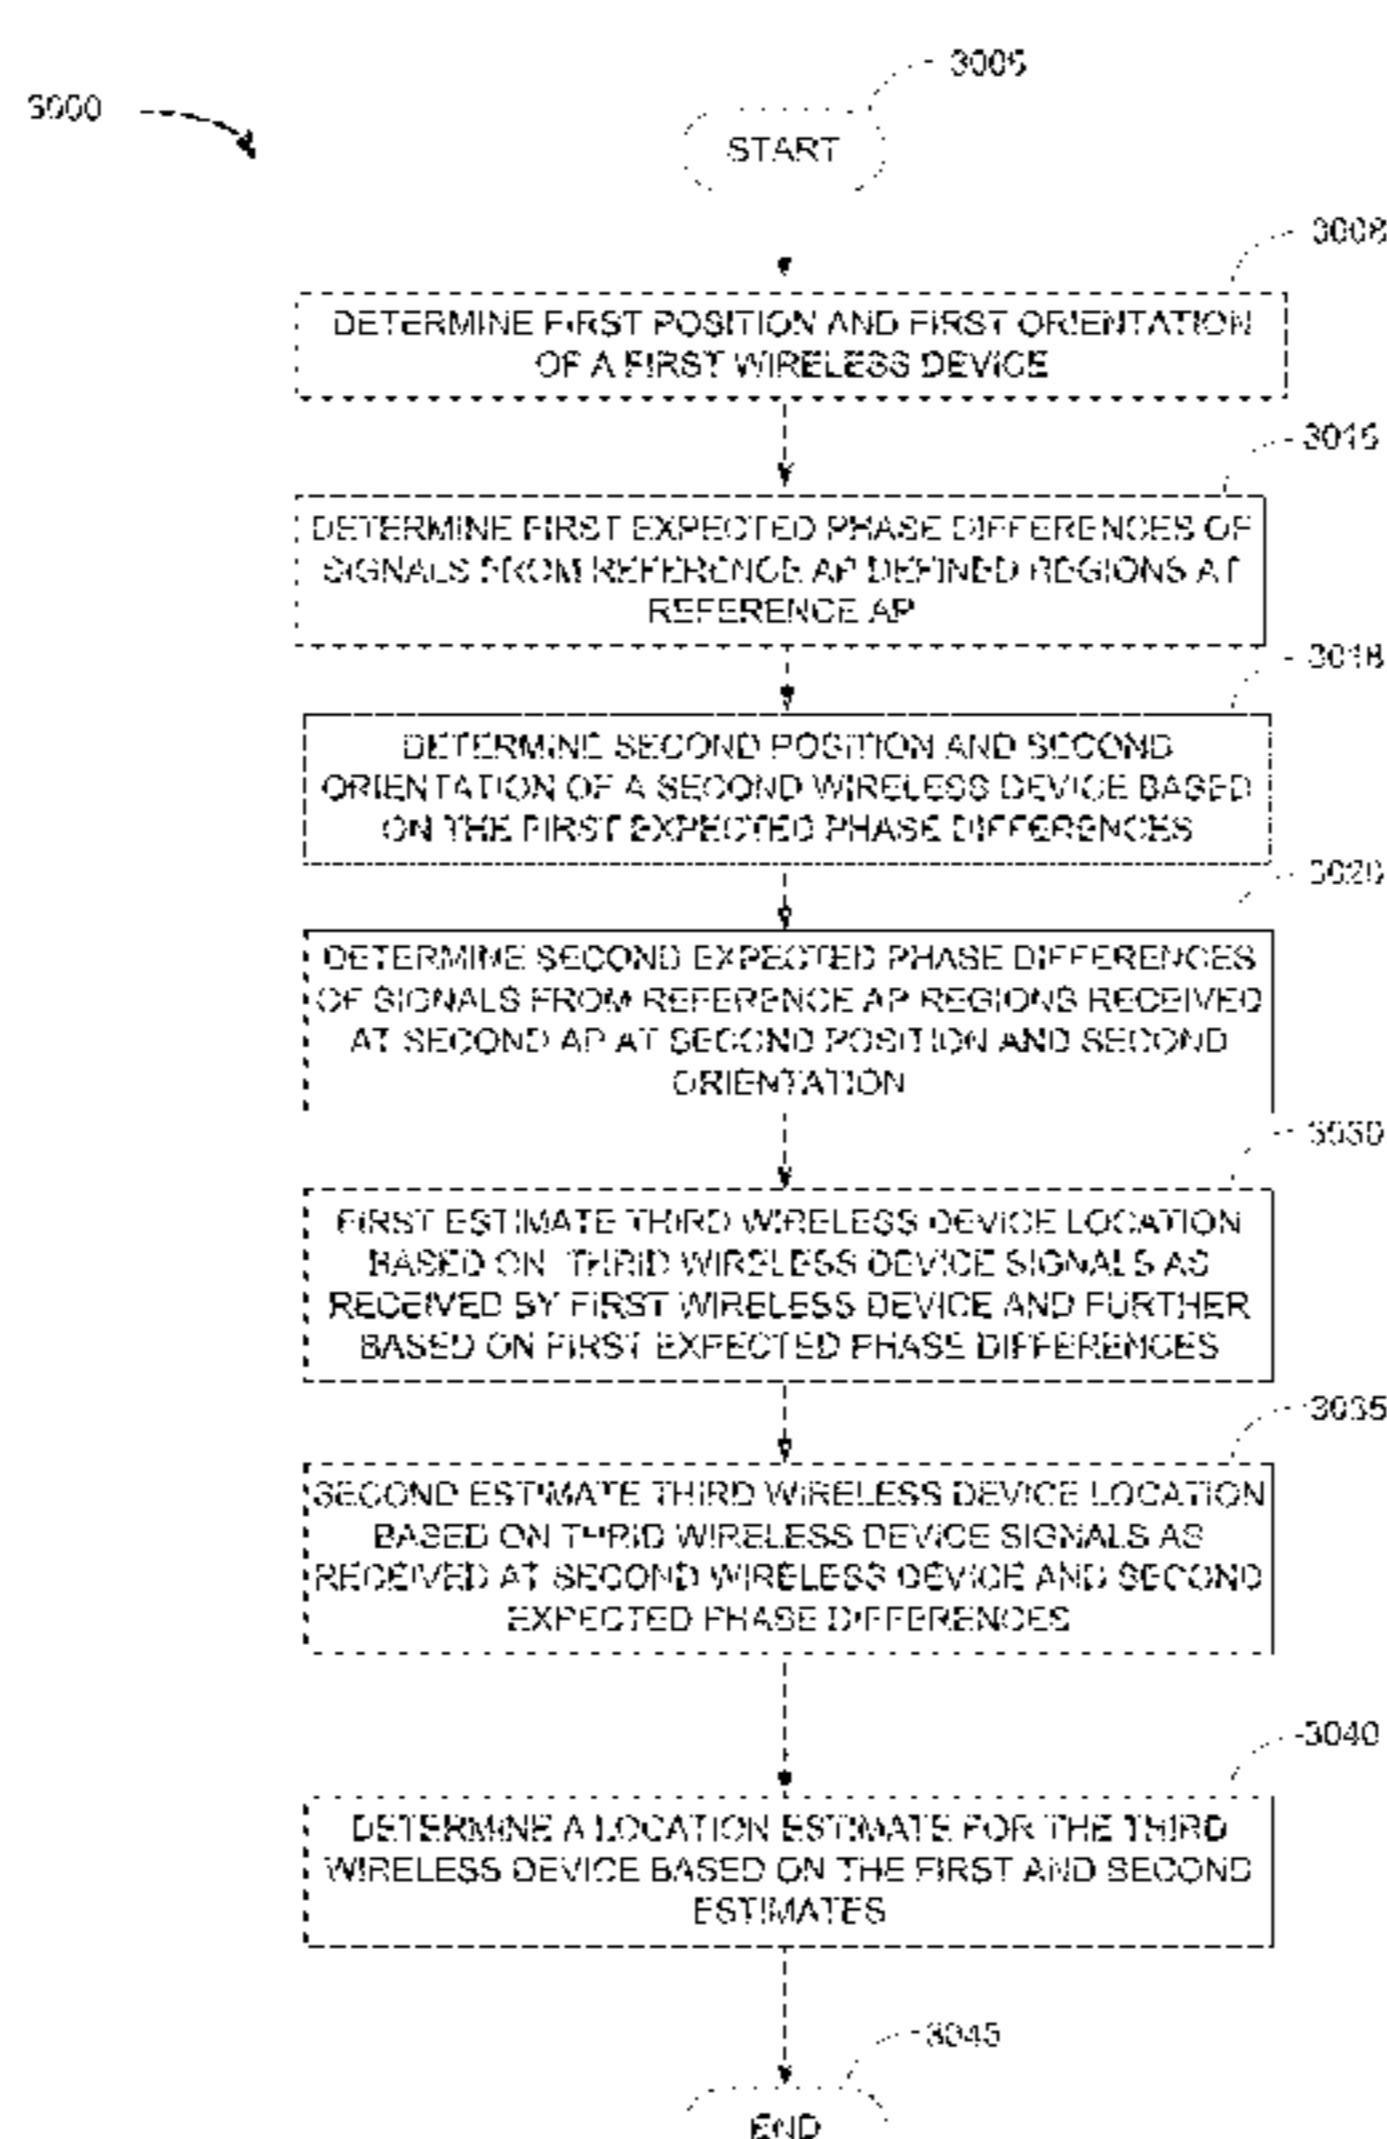 3005
3000
START
3008
DETERMINE FIRST POSITION AND FIRST ORIENTATION
OF A FIRST WIRELESS DEVICE
3015
DETERMINE FIRST EXPECTED PHASE DIFFERENCES OF
SIGNALS FROM REFERENCE AP DEFINED REGIONS AT
REFERENCE AP
3018
DETERMINE SECOND POSITION AND SECOND
ORIENTATION OF A SECOND WIRELESS DEVICE BASED
ON THE FIRST EXPECTED PHASE DIFFERENCES
3020
DETERMINE SECOND EXPECTED PHASE DIFFERENCES
OF SIGNALS FROM REFERENCE AP REGIONS RECEIVED
AT SECOND AP AT SECOND POSITION AND SECOND
ORIENTATION
3030
FIRST ESTIMATE THIRD WIRELESS DEVICE LOCATION
BASED ON THRID WIRELESS DEVICE SIGNALS AS
RECEIVED BY FIRST WIRELESS DEVICE AND FURTHER
BASED ON FIRST EXPECTED PHASE DIFFERENCES
3035
SECOND ESTIMATE THIRD WIRELESS DEVICE LOCATION
BASED ON THRID WIRELESS DEVICE SIGNALS AS
RECEIVED AT SECOND WIRELESS DEVICE AND SECOND
EXPECTED PHASE DIFFERENCES
3040
DETERMINE A LOCATION ESTIMATE FOR THE THIRD
WIRELESS DEVICE BASED ON THE FIRST AND SECOND
ESTIMATES
3045
END